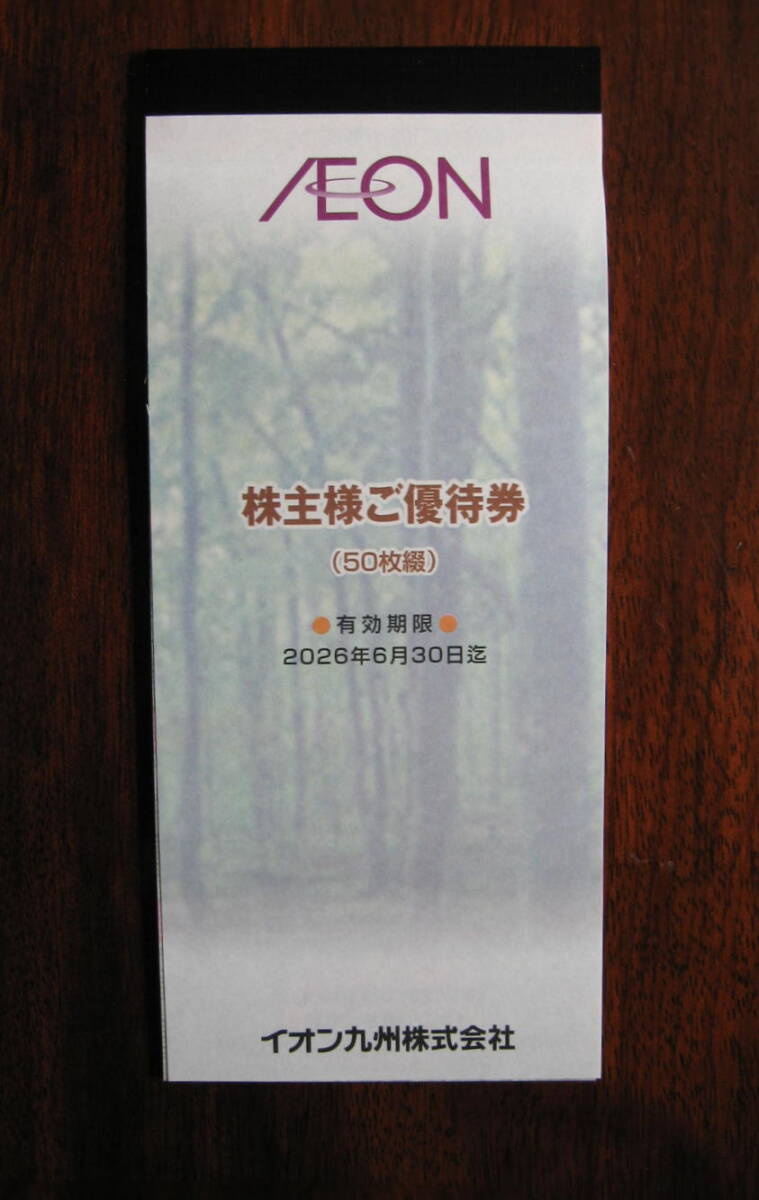 ÆON
株主様ご優待券
（50枚綴）
●有効期限●
2026年6月30日迄
イオン九州株式会社